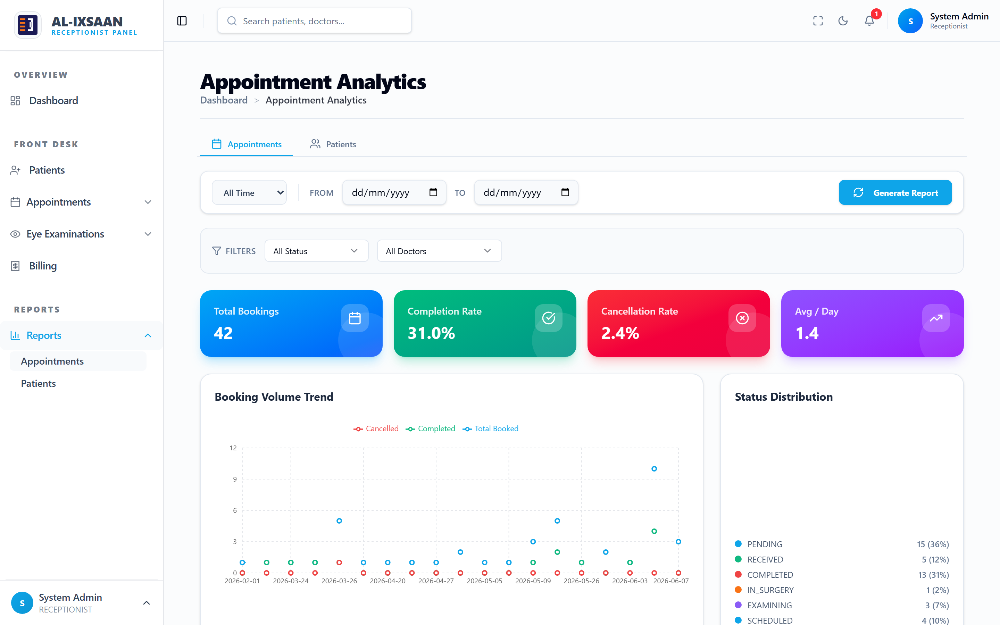 AL-IXSAAN
RECEPTIONIST PANEL
Search patients, doctors...
1
S
System Admin
Receptionist
OVERVIEW
Dashboard
FRONT DESK
Patients
Appointments
Eye Examinations
Billing
REPORTS
Reports
Appointments
Patients
S
System Admin
RECEPTIONIST
Appointment Analytics
Dashboard > Appointment Analytics
Appointments
Patients
All Time
FROM
dd/mm/yyyy
TO
dd/mm/yyyy
Generate Report
FILTERS
All Status
All Doctors
Total Bookings
42
Completion Rate
31.0%
Cancellation Rate
2.4%
Avg / Day
1.4
Booking Volume Trend
Cancelled Completed Total Booked
12
9
6
3
0
2026-02-01 2026-03-24 2026-03-26 2026-04-20 2026-04-27 2026-05-05 2026-05-09 2026-05-26 2026-06-03 2026-06-07
Status Distribution
PENDING 15 (36%)
RECEIVED 5 (12%)
COMPLETED 13 (31%)
IN_SURGERY 1 (2%)
EXAMINING 3 (7%)
SCHEDULED 4 (10%)